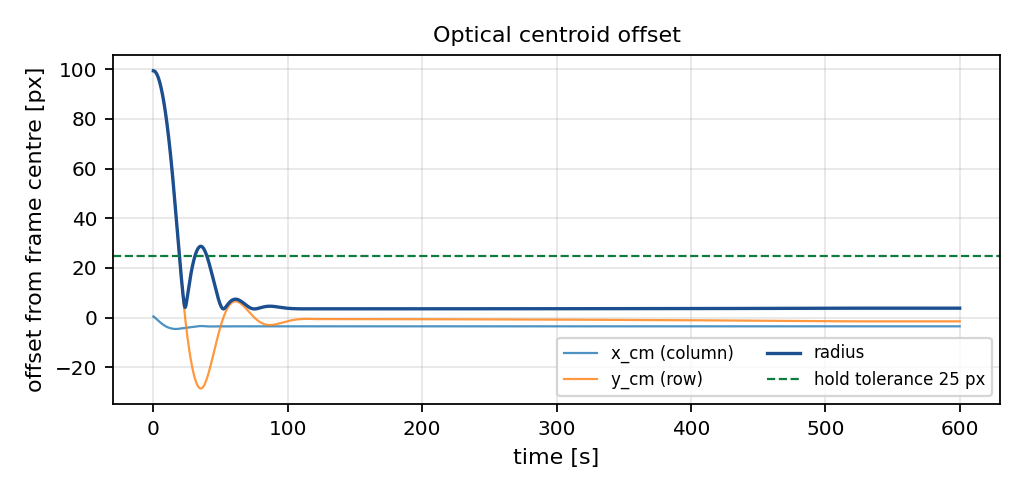 Optical centroid offset
offset from frame centre [px]
100
80
60
40
20
0
−20
0 100 200 300 400 500 600
time [s]
x_cm (column)
y_cm (row)
radius
hold tolerance 25 px